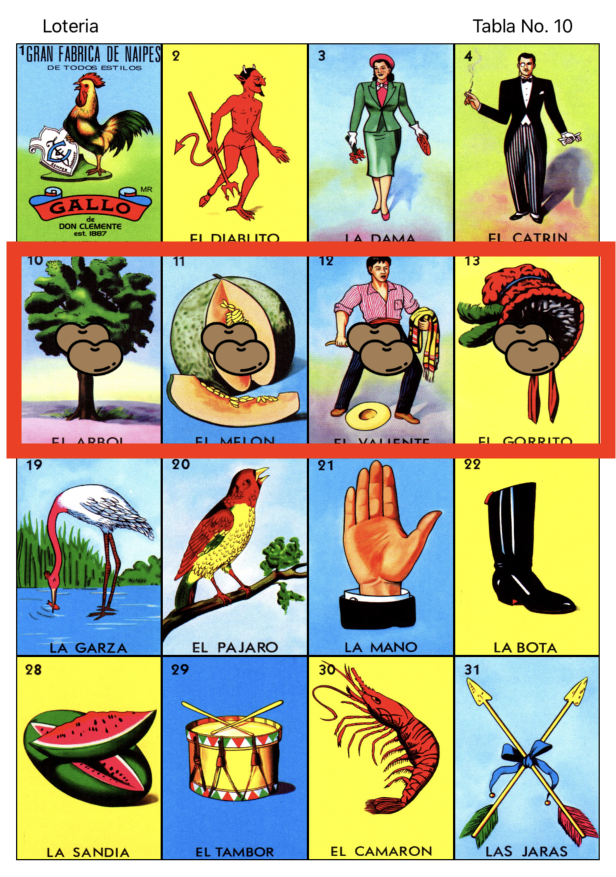 Loteria Tabla No. 10
1 GRAN FABRICA DE NAIPES
DE TODOS ESTILOS
MR
GALLO
de
DON CLEMENTE
est. 1887
2
EL DIABLITO
3
LA DAMA
4
EL CATRIN
10
EL ARBOL
11
EL MELON
12
EL VALIENTE
13
EL GORRITO
19
LA GARZA
20
EL PAJARO
21
LA MANO
22
LA BOTA
28
LA SANDIA
29
EL TAMBOR
30
EL CAMARON
31
LAS JARAS